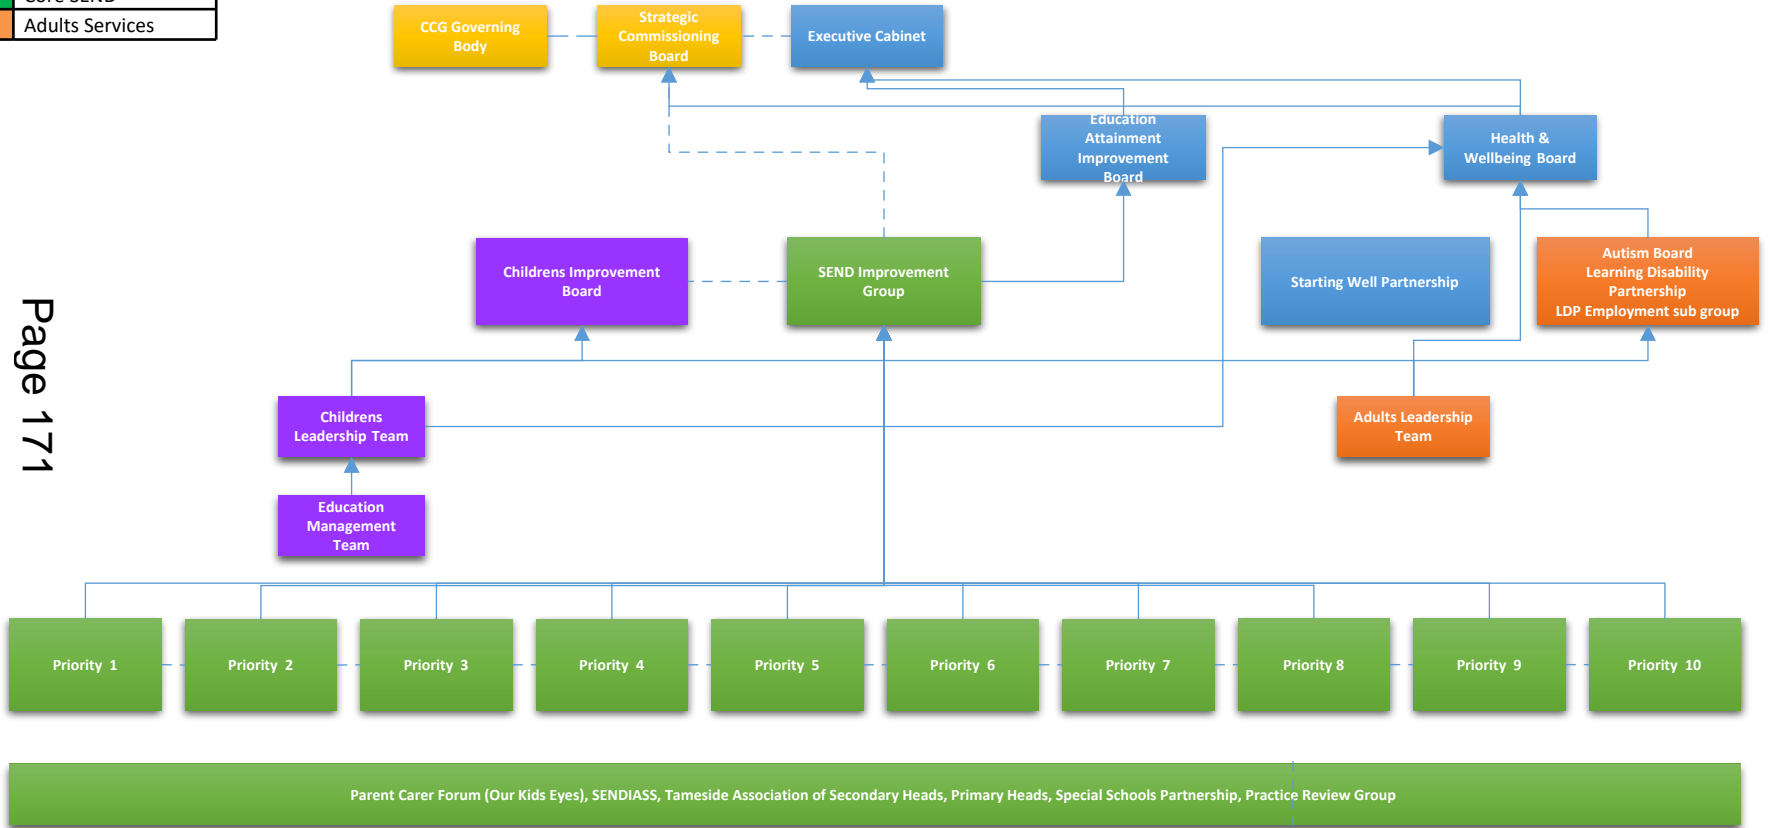 Core SEND
Adults Services
CCG Governing
Body
Strategic
Commissioning
Board
Executive Cabinet
Education
Attainment
Improvement
Board
Health &
Wellbeing Board
Childrens Improvement
Board
SEND Improvement
Group
Starting Well Partnership
Autism Board
Learning Disability
Partnership
LDP Employment sub group
Page 171
Childrens
Leadership Team
Adults Leadership
Team
Education
Management
Team
Priority 1
Priority 2
Priority 3
Priority 4
Priority 5
Priority 6
Priority 7
Priority 8
Priority 9
Priority 10
Parent Carer Forum (Our Kids Eyes), SENDIASS, Tameside Association of Secondary Heads, Primary Heads, Special Schools Partnership, Practice Review Group